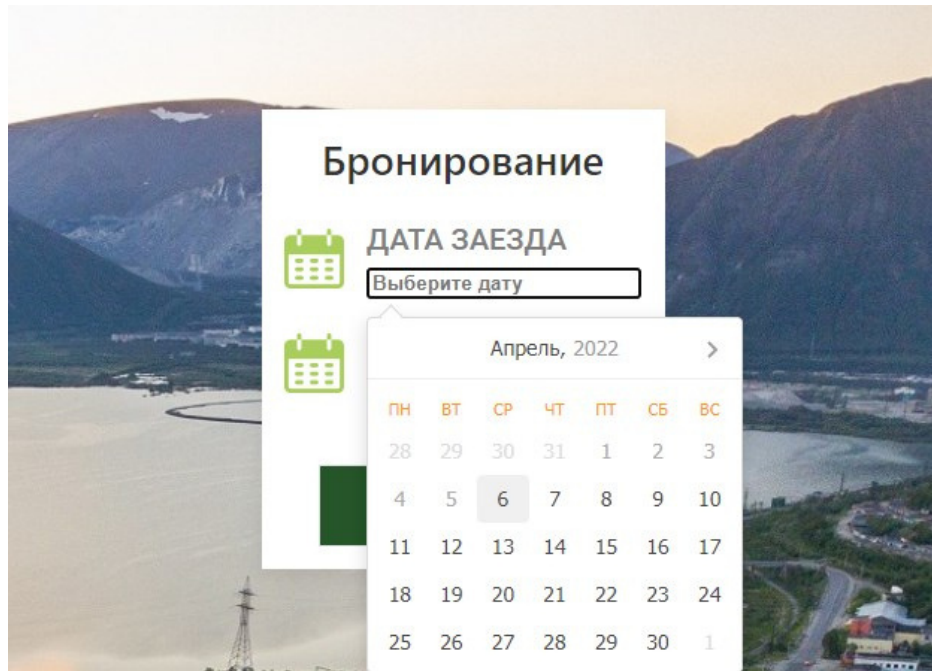 Бронирование
ДАТА ЗАЕЗДА
Выберите дату
Апрель, 2022
ПН ВТ СР ЧТ ПТ СБ ВС
28 29 30 31 1 2 3
4 5 6 7 8 9 10
11 12 13 14 15 16 17
18 19 20 21 22 23 24
25 26 27 28 29 30 1